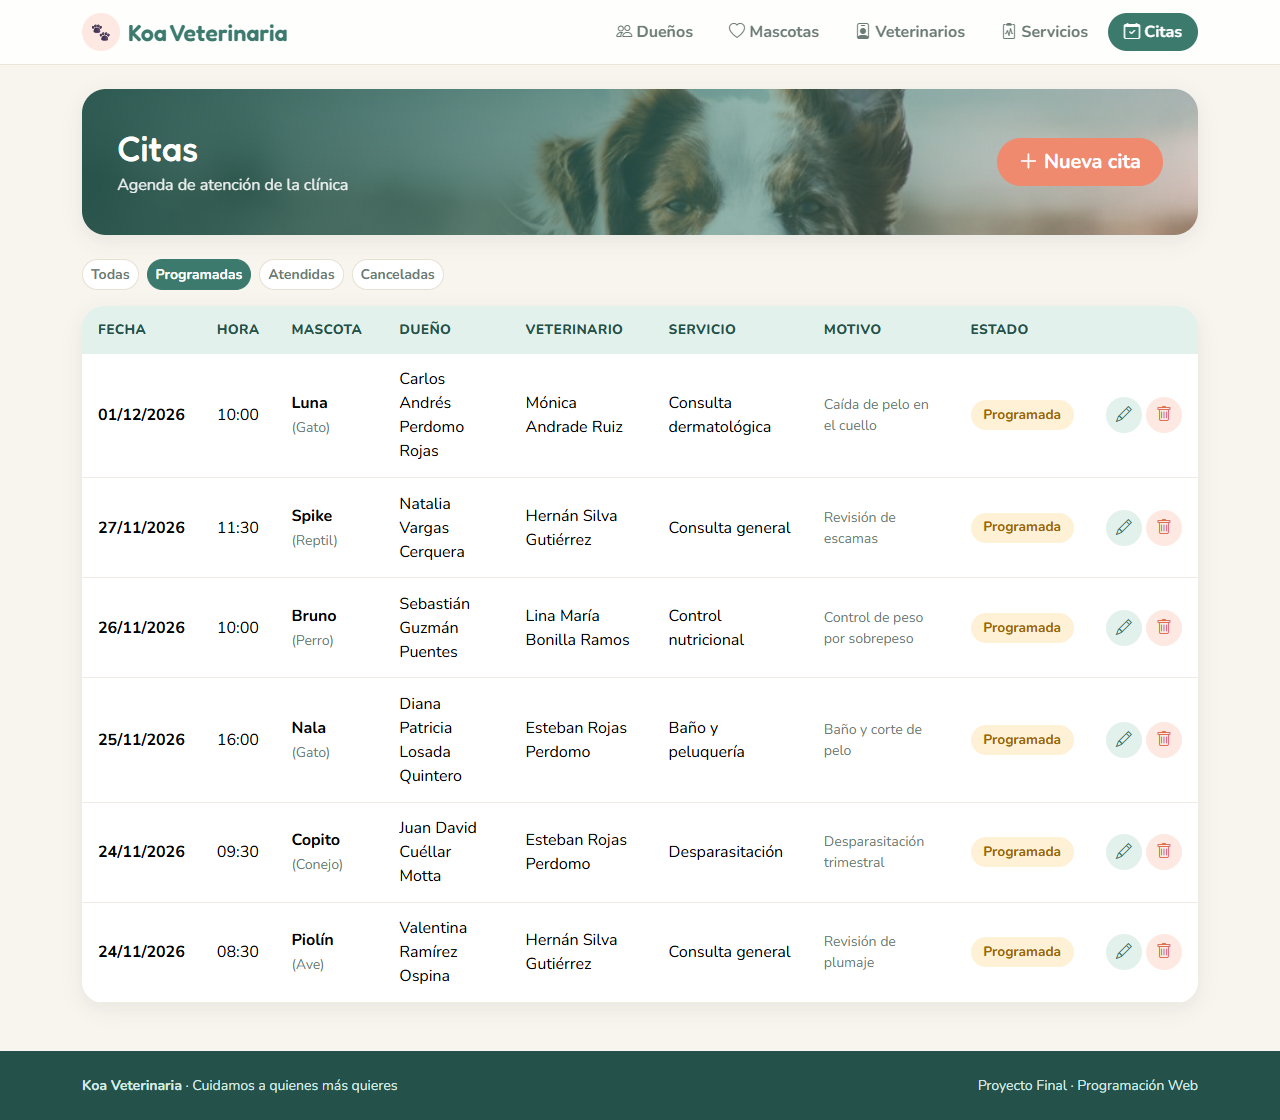 Koa Veterinaria
Dueños
Mascotas
Veterinarios
Servicios
Citas
Citas
Agenda de atención de la clínica
+ Nueva cita
Todas
Programadas
Atendidas
Canceladas
FECHA HORA MASCOTA DUEÑO VETERINARIO SERVICIO MOTIVO ESTADO
01/12/2026
10:00
Luna
(Gato)
Carlos
Andrés
Perdomo
Rojas
Mónica
Andrade Ruiz
Consulta
dermatológica
Caída de pelo en
el cuello
Programada
27/11/2026
11:30
Spike
(Reptil)
Natalia
Vargas
Cerquera
Hernán Silva
Gutiérrez
Consulta general
Revisión de
escamas
Programada
26/11/2026
10:00
Bruno
(Perro)
Sebastián
Guzmán
Puentes
Lina María
Bonilla Ramos
Control
nutricional
Control de peso
por sobrepeso
Programada
25/11/2026
16:00
Nala
(Gato)
Diana
Patricia
Losada
Quintero
Esteban Rojas
Perdomo
Baño y
peluquería
Baño y corte de
pelo
Programada
24/11/2026
09:30
Copito
(Conejo)
Juan David
Cuéllar
Motta
Esteban Rojas
Perdomo
Desparasitación
Desparasitación
trimestral
Programada
24/11/2026
08:30
Piolín
(Ave)
Valentina
Ramírez
Ospina
Hernán Silva
Gutiérrez
Consulta general
Revisión de
plumaje
Programada
Koa Veterinaria · Cuidamos a quienes más quieres
Proyecto Final · Programación Web